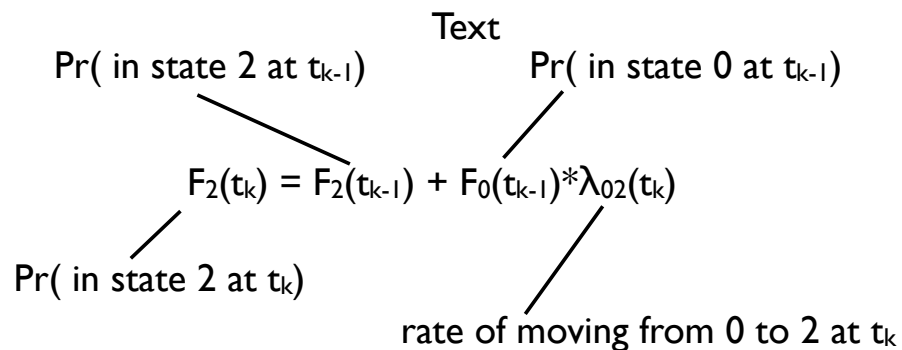 Text
Pr( in state 2 at tₖ₋₁) Pr( in state 0 at tₖ₋₁)
F₂(tₖ) = F₂(tₖ₋₁) + F₀(tₖ₋₁)*λ₀₂(tₖ)
Pr( in state 2 at tₖ)
rate of moving from 0 to 2 at tₖ